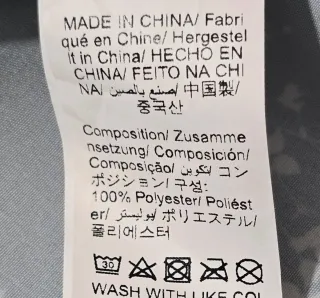 MADE IN CHINA/ Fabri
qué en Chine/ Hergestel
lt in China/ HECHO EN
CHINA/ FEITO NA CHI
NA/ صنع بالصين/ 中国製/
중국산
Composition/ Zusamme
nsetzung/ Composición/
Composição/ تكوين/ コン
ポジション/ 구성:
100% Polyester/ Poliést
er/ بوليستر/ ポリエステル/
폴리에스터
30
WASH WITH LIKE COL